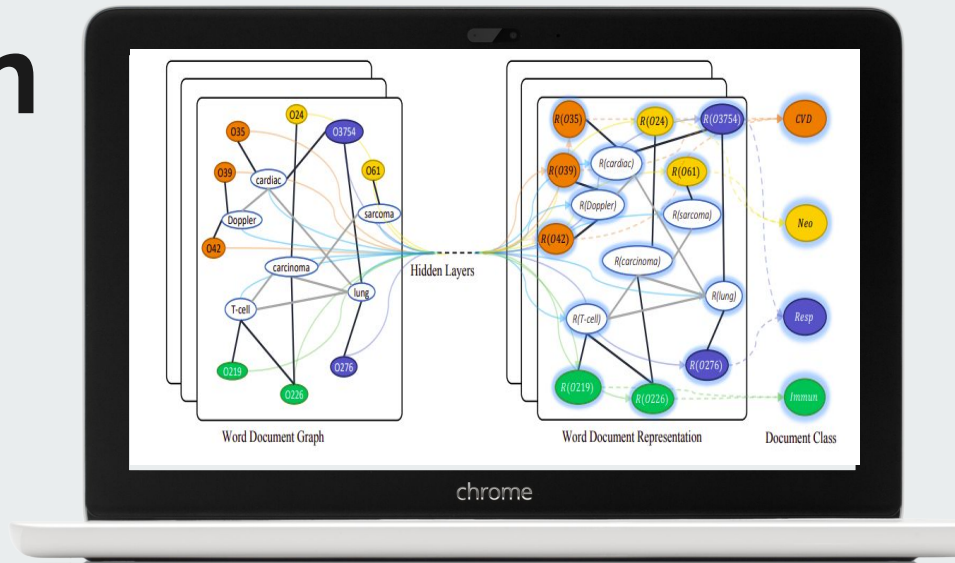 n
O24
O35
O3754
O39
O61
cardiac
Doppler
sarcoma
O42
carcinoma
lung
T-cell
O219
O276
O226
Word Document Graph
Hidden Layers
R(O35)
R(O24)
R(O3754)
R(cardiac)
R(O39)
R(O61)
R(Doppler)
R(sarcoma)
R(O42)
R(carcinoma)
R(lung)
R(T-cell)
R(O276)
R(O219)
R(O226)
Word Document Representation
CVD
Neo
Resp
Immun
Document Class
chrome